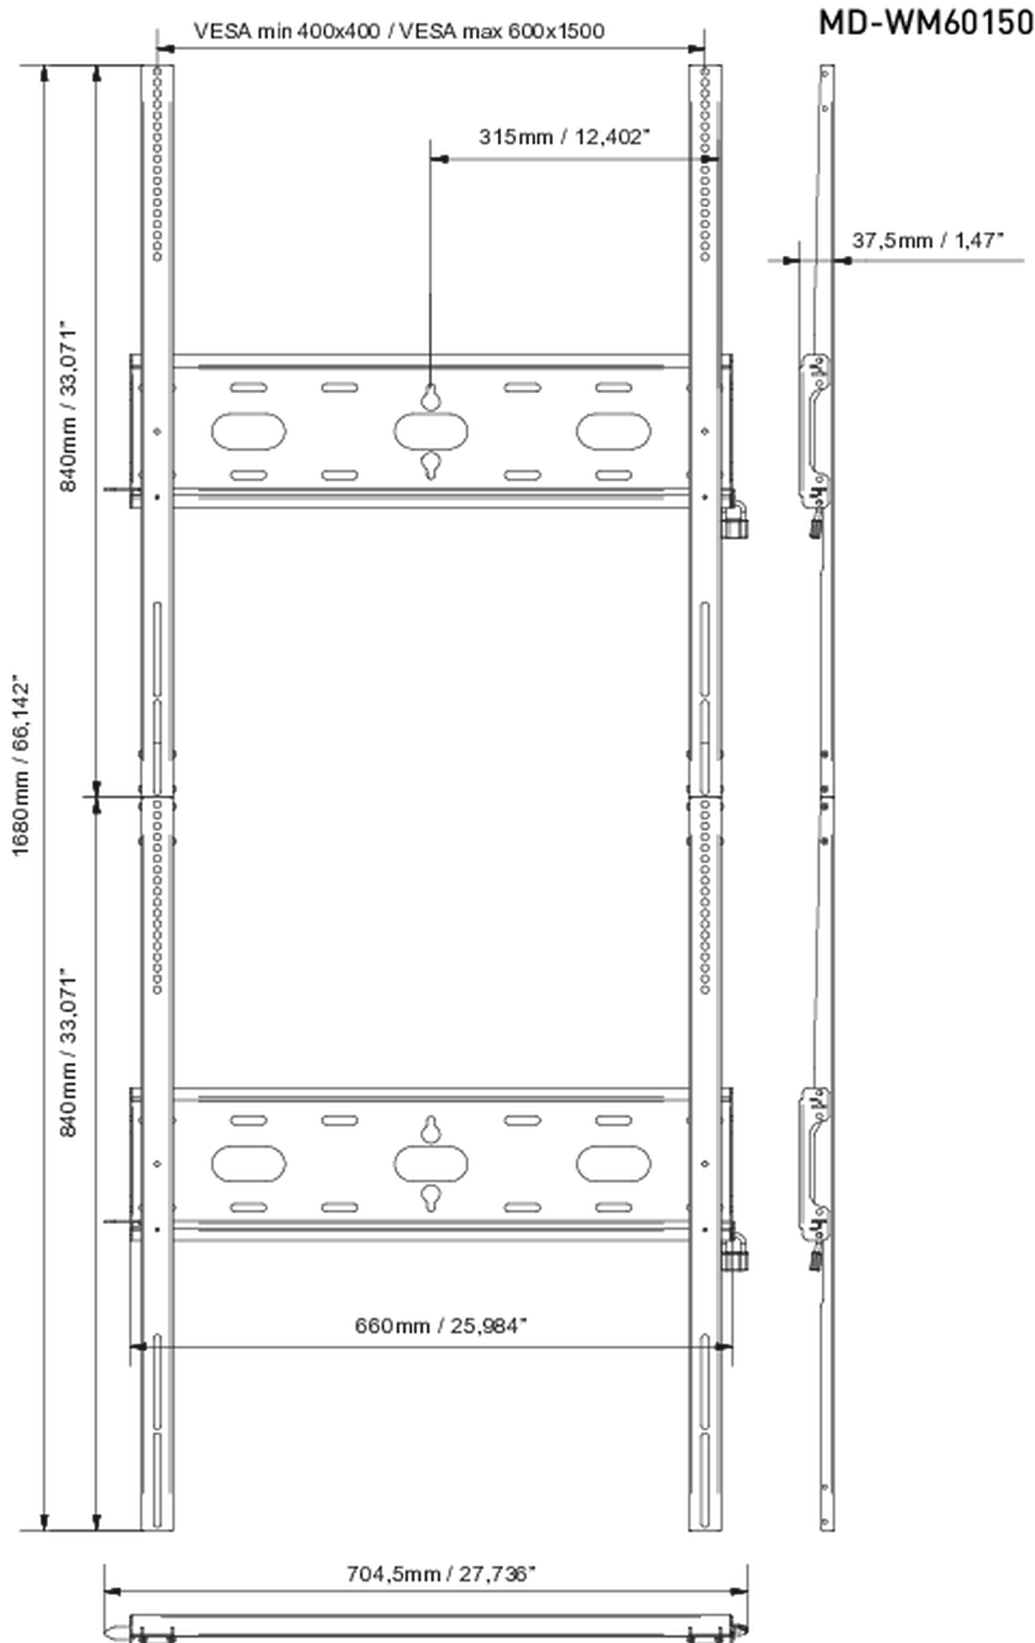 MD-WM60150
VESA min 400x400 / VESA max 600x1500
315mm / 12,402"
37,5mm / 1,47"
840mm / 33,071"
1680mm / 66,142"
840mm / 33,071"
660mm / 25,984"
704,5mm / 27,736"